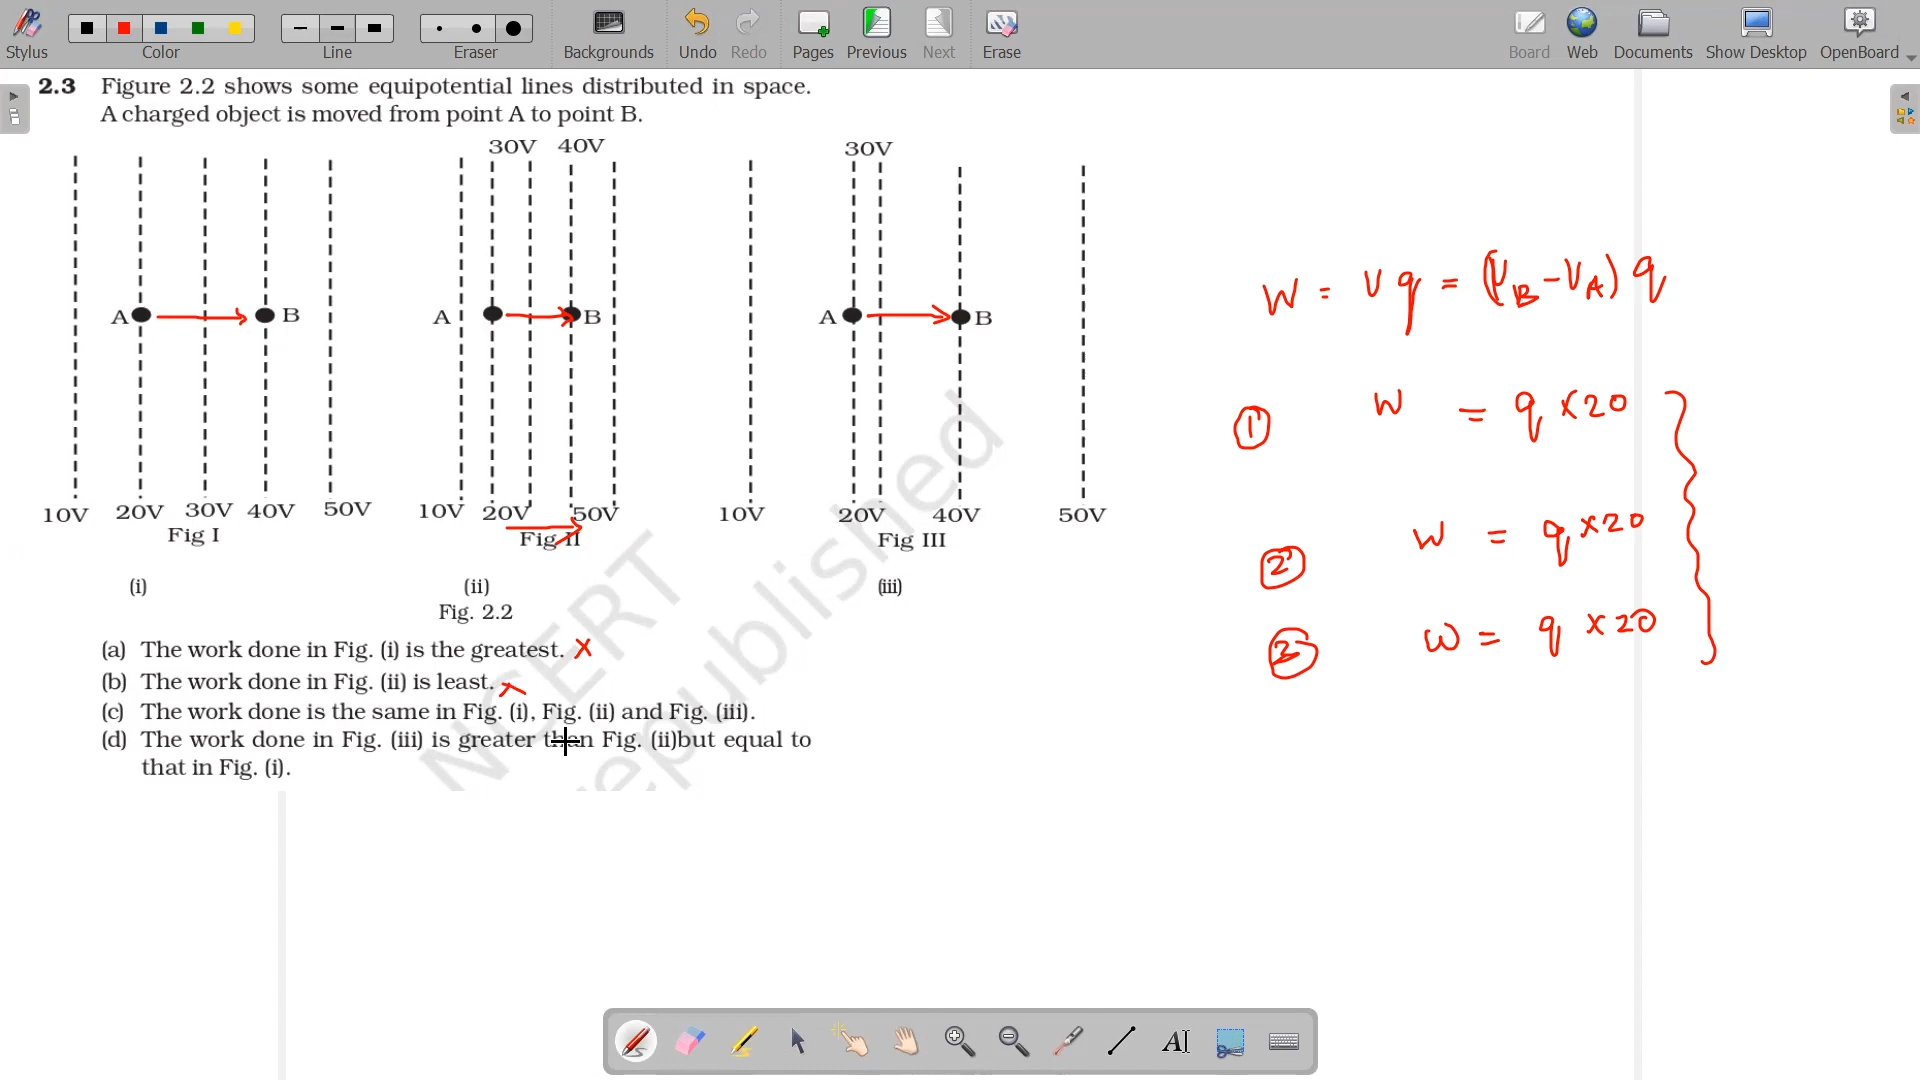 Stylus
Color
Line
Eraser
Backgrounds
Undo
Redo
Pages
Previous
Next
Erase
Board
Web
Documents
Show Desktop
OpenBoard
2.3 Figure 2.2 shows some equipotential lines distributed in space.
A charged object is moved from point A to point B.
30V 40V
30V
A B
A B
A B
10V 20V 30V 40V 50V
10V 20V 50V
10V 20V 40V 50V
Fig I
Fig II
Fig III
(i)
(ii)
(iii)
Fig. 2.2
(a) The work done in Fig. (i) is the greatest. ×
(b) The work done in Fig. (ii) is least.
(c) The work done is the same in Fig. (i), Fig. (ii) and Fig. (iii).
(d) The work done in Fig. (iii) is greater than Fig. (ii)but equal to
that in Fig. (i).
NCERT
republished
W = Vq = (VB - VA) q
① W = q × 20
② W = q × 20
③ W = q × 20